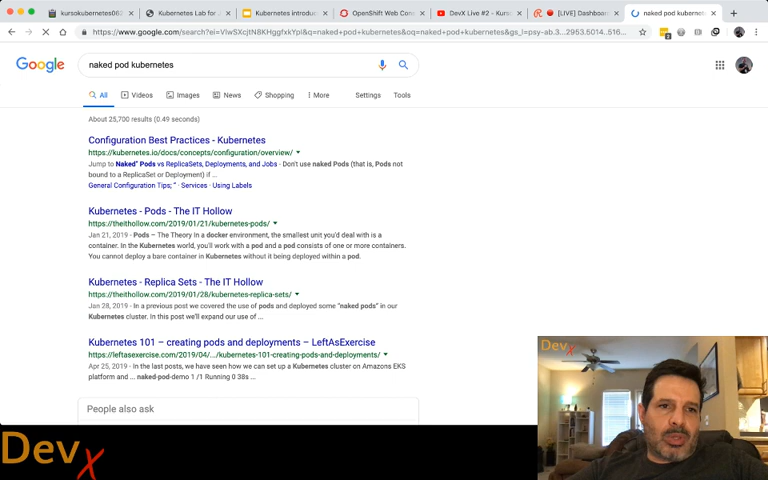 kursokubernetes062
Kubernetes Lab for
Kubernetes introduc
OpenShift Web Con
DevX Live #2 - Kurso
[LIVE] Dashboar
naked pod kubernet
https://www.google.com/search?ei=VlwSXcjtN8KHggfxkYpI&q=naked+pod+kubernetes&oq=naked+pod+kubernetes&gs_l=psy-ab.3...2953.5014..516...
Google
naked pod kubernetes
All
Videos
Images
News
Shopping
More
Settings
Tools
About 25,700 results (0.49 seconds)
Configuration Best Practices - Kubernetes
https://kubernetes.io/docs/concepts/configuration/overview/
Jump to Naked" Pods vs ReplicaSets, Deployments, and Jobs · Don't use naked Pods (that is, Pods not
bound to a ReplicaSet or Deployment) if ...
General Configuration Tips; " · Services · Using Labels
Kubernetes - Pods - The IT Hollow
https://theithollow.com/2019/01/21/kubernetes-pods/
Jan 21, 2019 - Pods – The Theory In a docker environment, the smallest unit you'd deal with is a
container. In the Kubernetes world, you'll work with a pod and a pod consists of one or more containers.
You cannot deploy a bare container in Kubernetes without it being deployed within a pod.
Kubernetes - Replica Sets - The IT Hollow
https://theithollow.com/2019/01/28/kubernetes-replica-sets/
Jan 28, 2019 - In a previous post we covered the use of pods and deployed some "naked pods" in our
Kubernetes cluster. In this post we'll expand our use of ...
Kubernetes 101 – creating pods and deployments – LeftAsExercise
https://leftasexercise.com/2019/04/.../kubernetes-101-creating-pods-and-deployments/
Apr 25, 2019 - In the last posts, we have seen how we can set up a Kubernetes cluster on Amazons EKS
platform and ... naked-pod-demo 1 /1 Running 0 38s ...
People also ask
DevX
DevX